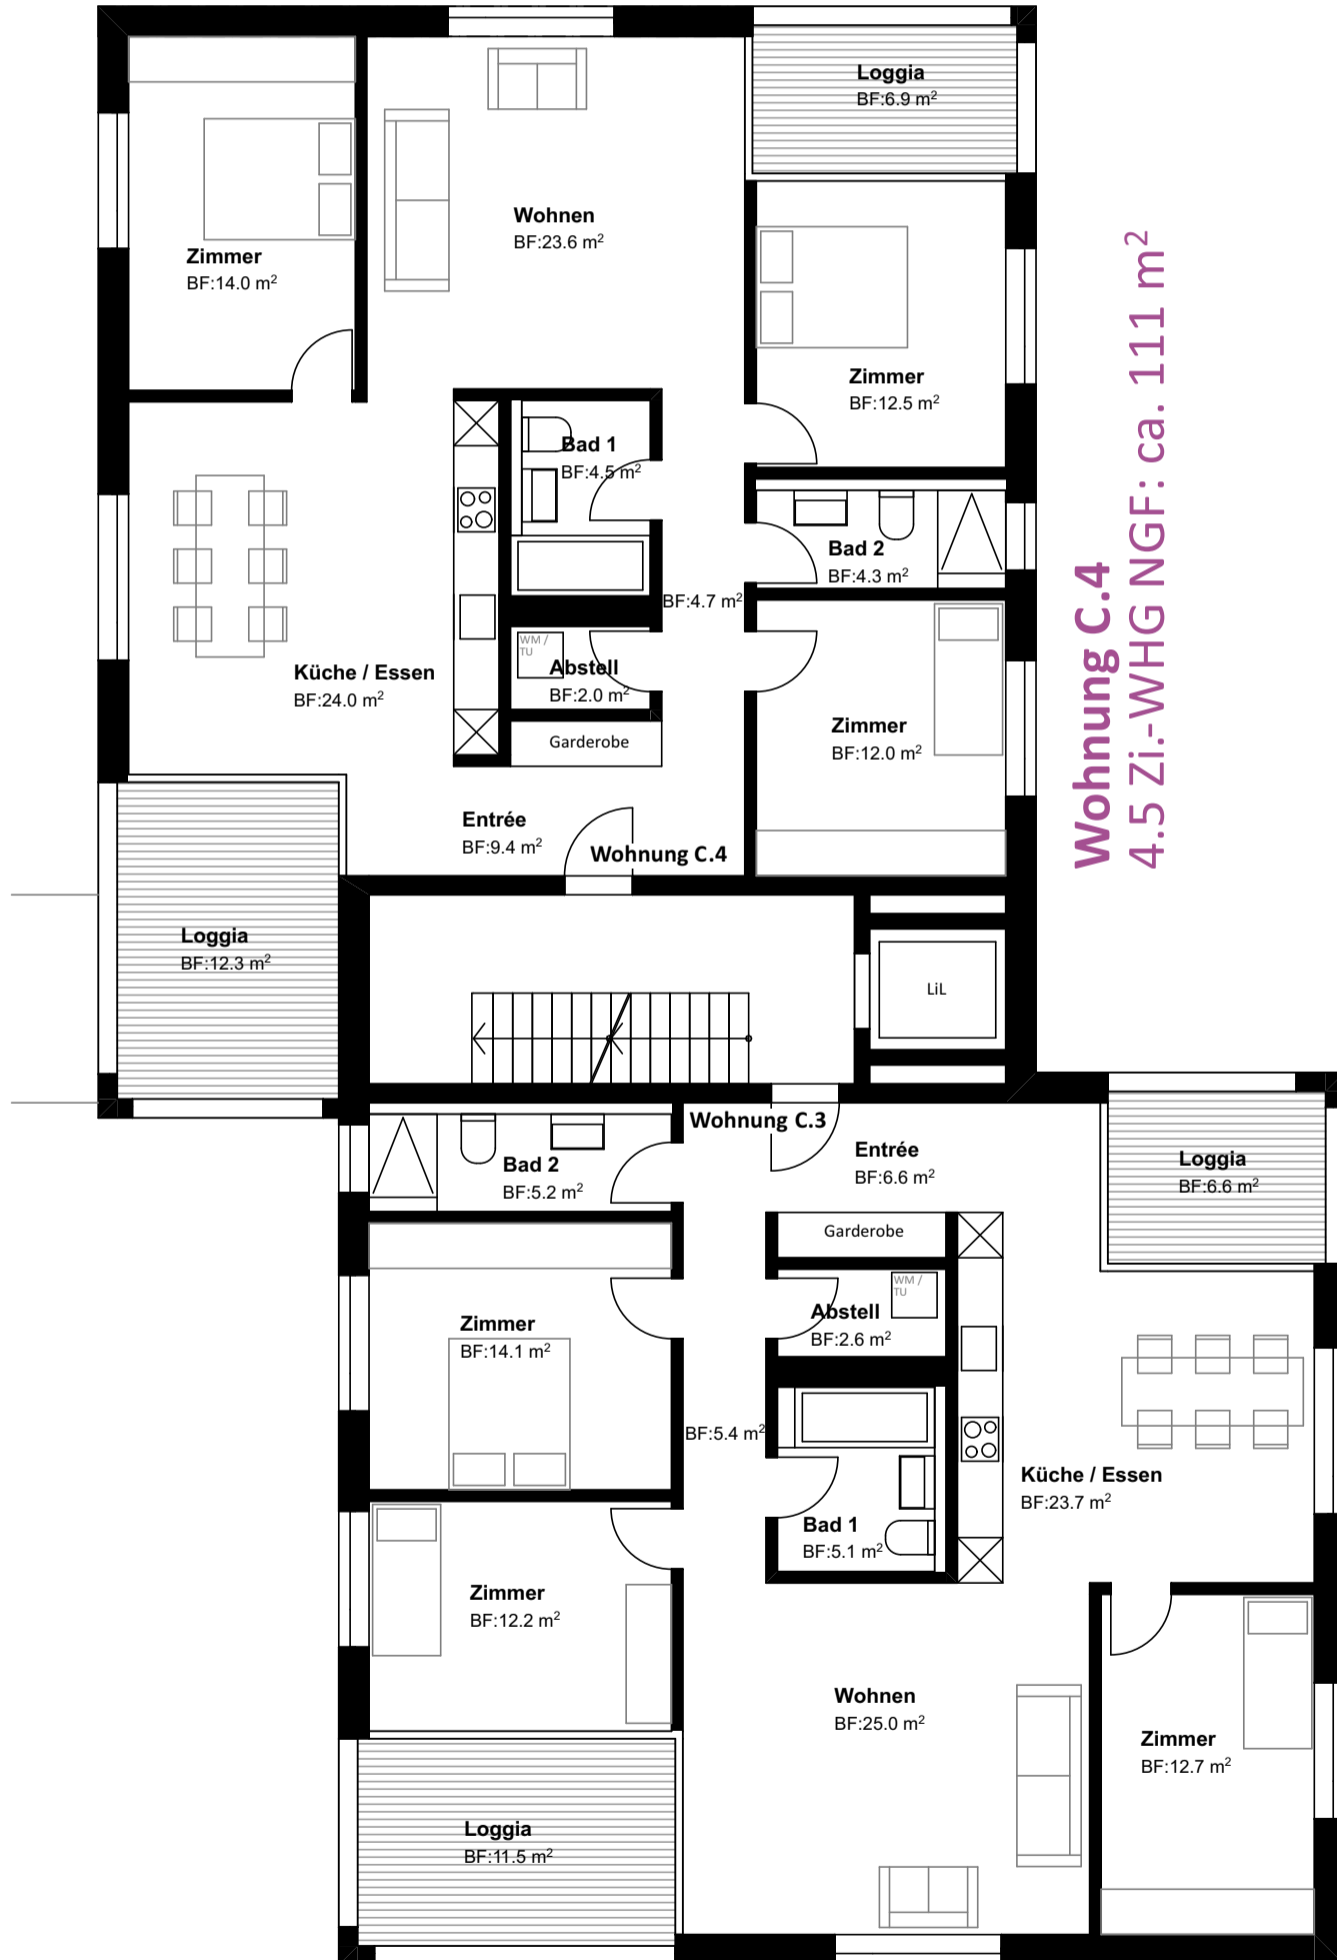 Loggia
BF:6.9 m²
Wohnen
BF:23.6 m²
Zimmer
BF:14.0 m²
Zimmer
BF:12.5 m²
Bad 1
BF:4.5 m²
Bad 2
BF:4.3 m²
BF:4.7 m²
WM /
TU
Abstell
BF:2.0 m²
Küche / Essen
BF:24.0 m²
Garderobe
Zimmer
BF:12.0 m²
Entrée
BF:9.4 m²
Wohnung C.4
Wohnung C.4
4.5 Zi.-WHG NGF: ca. 111 m²
Loggia
BF:12.3 m²
LiL
Wohnung C.3
Entrée
BF:6.6 m²
Loggia
BF:6.6 m²
Bad 2
BF:5.2 m²
Garderobe
WM /
TU
Abstell
BF:2.6 m²
Zimmer
BF:14.1 m²
BF:5.4 m²
Küche / Essen
BF:23.7 m²
Bad 1
BF:5.1 m²
Zimmer
BF:12.2 m²
Wohnen
BF:25.0 m²
Zimmer
BF:12.7 m²
Loggia
BF:11.5 m²